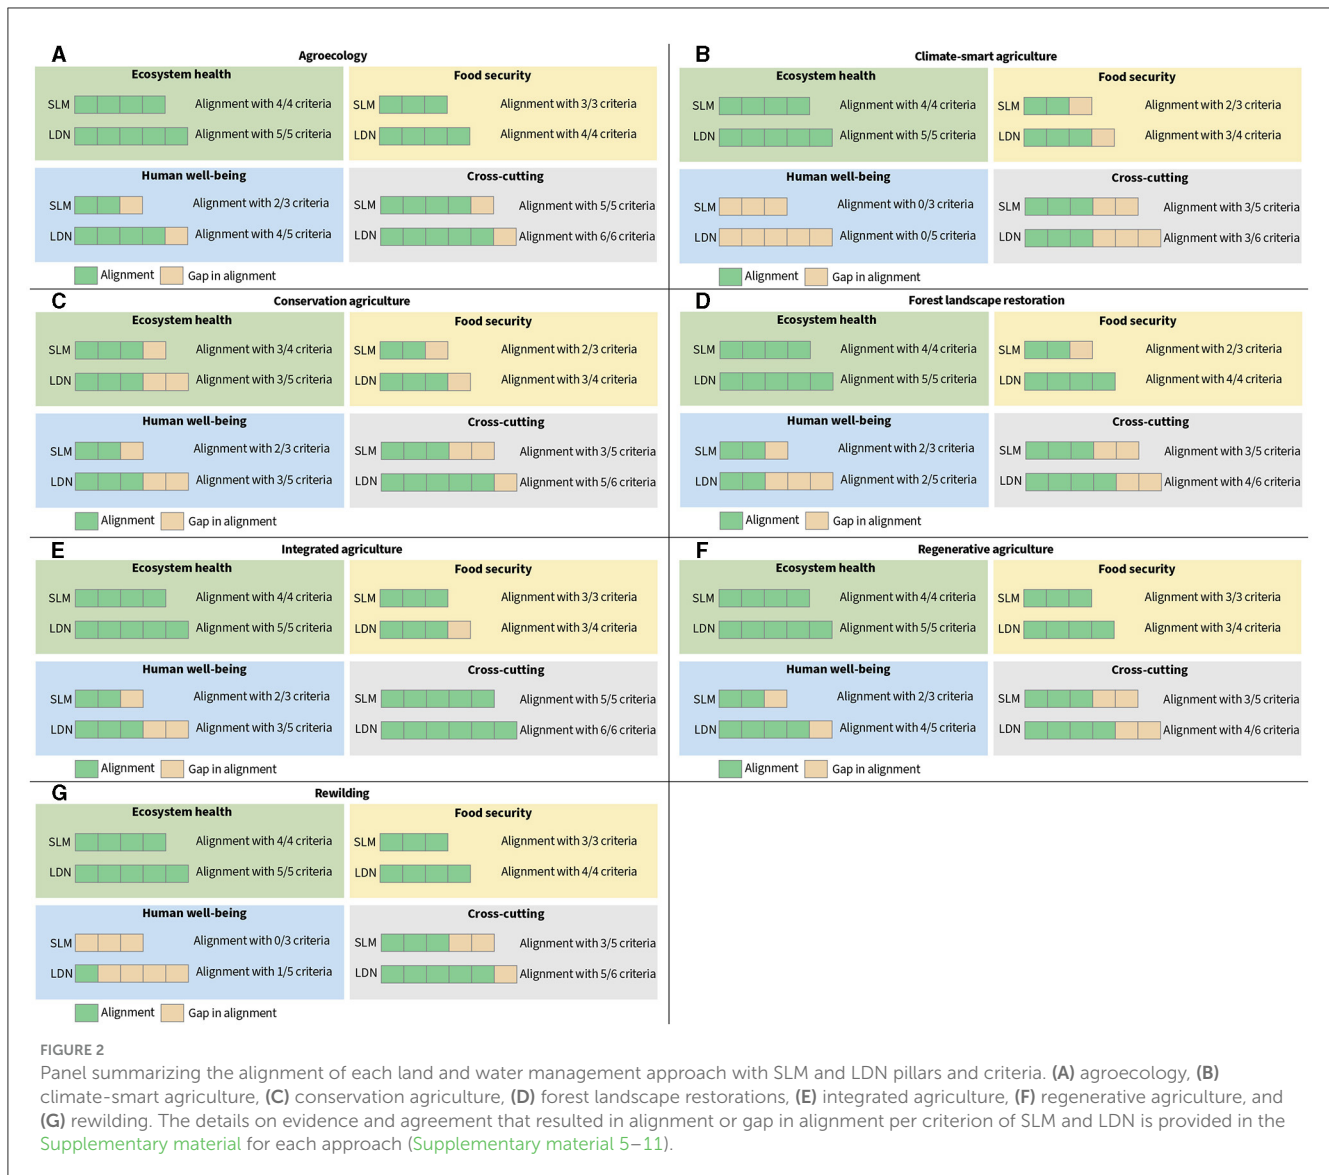 A
Agroecology
Ecosystem health
SLM Alignment with 4/4 criteria
LDN Alignment with 5/5 criteria
Food security
SLM Alignment with 3/3 criteria
LDN Alignment with 4/4 criteria
Human well-being
SLM Alignment with 2/3 criteria
LDN Alignment with 4/5 criteria
Cross-cutting
SLM Alignment with 5/5 criteria
LDN Alignment with 6/6 criteria
Alignment Gap in alignment
B
Climate-smart agriculture
Ecosystem health
SLM Alignment with 4/4 criteria
LDN Alignment with 5/5 criteria
Food security
SLM Alignment with 2/3 criteria
LDN Alignment with 3/4 criteria
Human well-being
SLM Alignment with 0/3 criteria
LDN Alignment with 0/5 criteria
Cross-cutting
SLM Alignment with 3/5 criteria
LDN Alignment with 3/6 criteria
Alignment Gap in alignment
C
Conservation agriculture
Ecosystem health
SLM Alignment with 3/4 criteria
LDN Alignment with 3/5 criteria
Food security
SLM Alignment with 2/3 criteria
LDN Alignment with 3/4 criteria
Human well-being
SLM Alignment with 2/3 criteria
LDN Alignment with 3/5 criteria
Cross-cutting
SLM Alignment with 3/5 criteria
LDN Alignment with 5/6 criteria
Alignment Gap in alignment
D
Forest landscape restoration
Ecosystem health
SLM Alignment with 4/4 criteria
LDN Alignment with 5/5 criteria
Food security
SLM Alignment with 2/3 criteria
LDN Alignment with 4/4 criteria
Human well-being
SLM Alignment with 2/3 criteria
LDN Alignment with 2/5 criteria
Cross-cutting
SLM Alignment with 3/5 criteria
LDN Alignment with 4/6 criteria
Alignment Gap in alignment
E
Integrated agriculture
Ecosystem health
SLM Alignment with 4/4 criteria
LDN Alignment with 5/5 criteria
Food security
SLM Alignment with 3/3 criteria
LDN Alignment with 3/4 criteria
Human well-being
SLM Alignment with 2/3 criteria
LDN Alignment with 3/5 criteria
Cross-cutting
SLM Alignment with 5/5 criteria
LDN Alignment with 6/6 criteria
Alignment Gap in alignment
F
Regenerative agriculture
Ecosystem health
SLM Alignment with 4/4 criteria
LDN Alignment with 5/5 criteria
Food security
SLM Alignment with 3/3 criteria
LDN Alignment with 3/4 criteria
Human well-being
SLM Alignment with 2/3 criteria
LDN Alignment with 4/5 criteria
Cross-cutting
SLM Alignment with 3/5 criteria
LDN Alignment with 4/6 criteria
Alignment Gap in alignment
G
Rewilding
Ecosystem health
SLM Alignment with 4/4 criteria
LDN Alignment with 5/5 criteria
Food security
SLM Alignment with 3/3 criteria
LDN Alignment with 4/4 criteria
Human well-being
SLM Alignment with 0/3 criteria
LDN Alignment with 1/5 criteria
Cross-cutting
SLM Alignment with 3/5 criteria
LDN Alignment with 5/6 criteria
Alignment Gap in alignment
FIGURE 2
Panel summarizing the alignment of each land and water management approach with SLM and LDN pillars and criteria. (A) agroecology, (B)
climate-smart agriculture, (C) conservation agriculture, (D) forest landscape restorations, (E) integrated agriculture, (F) regenerative agriculture, and
(G) rewilding. The details on evidence and agreement that resulted in alignment or gap in alignment per criterion of SLM and LDN is provided in the
Supplementary material for each approach (Supplementary material 5–11).